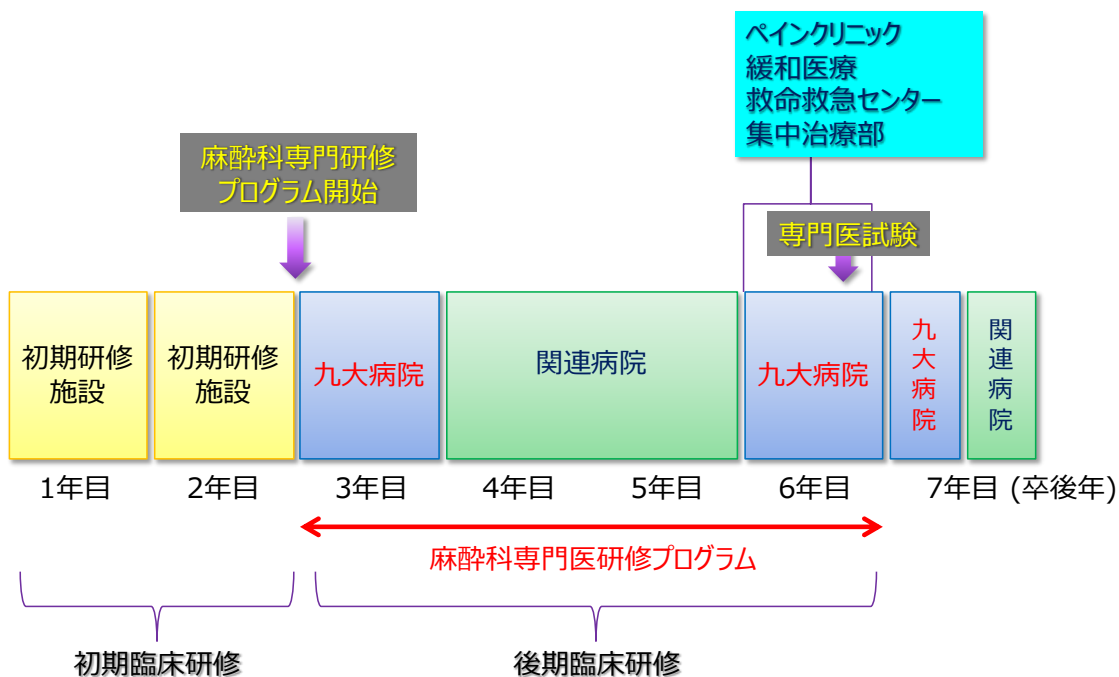 ペインクリニック
緩和医療
救命救急センター
集中治療部
麻酔科専門研修
プログラム開始
専門医試験
初期研修
施設
初期研修
施設
九大病院
関連病院
九大病院
九大病院
関連病院
1年目
2年目
3年目
4年目
5年目
6年目
7年目 (卒後年)
麻酔科専門医研修プログラム
初期臨床研修
後期臨床研修